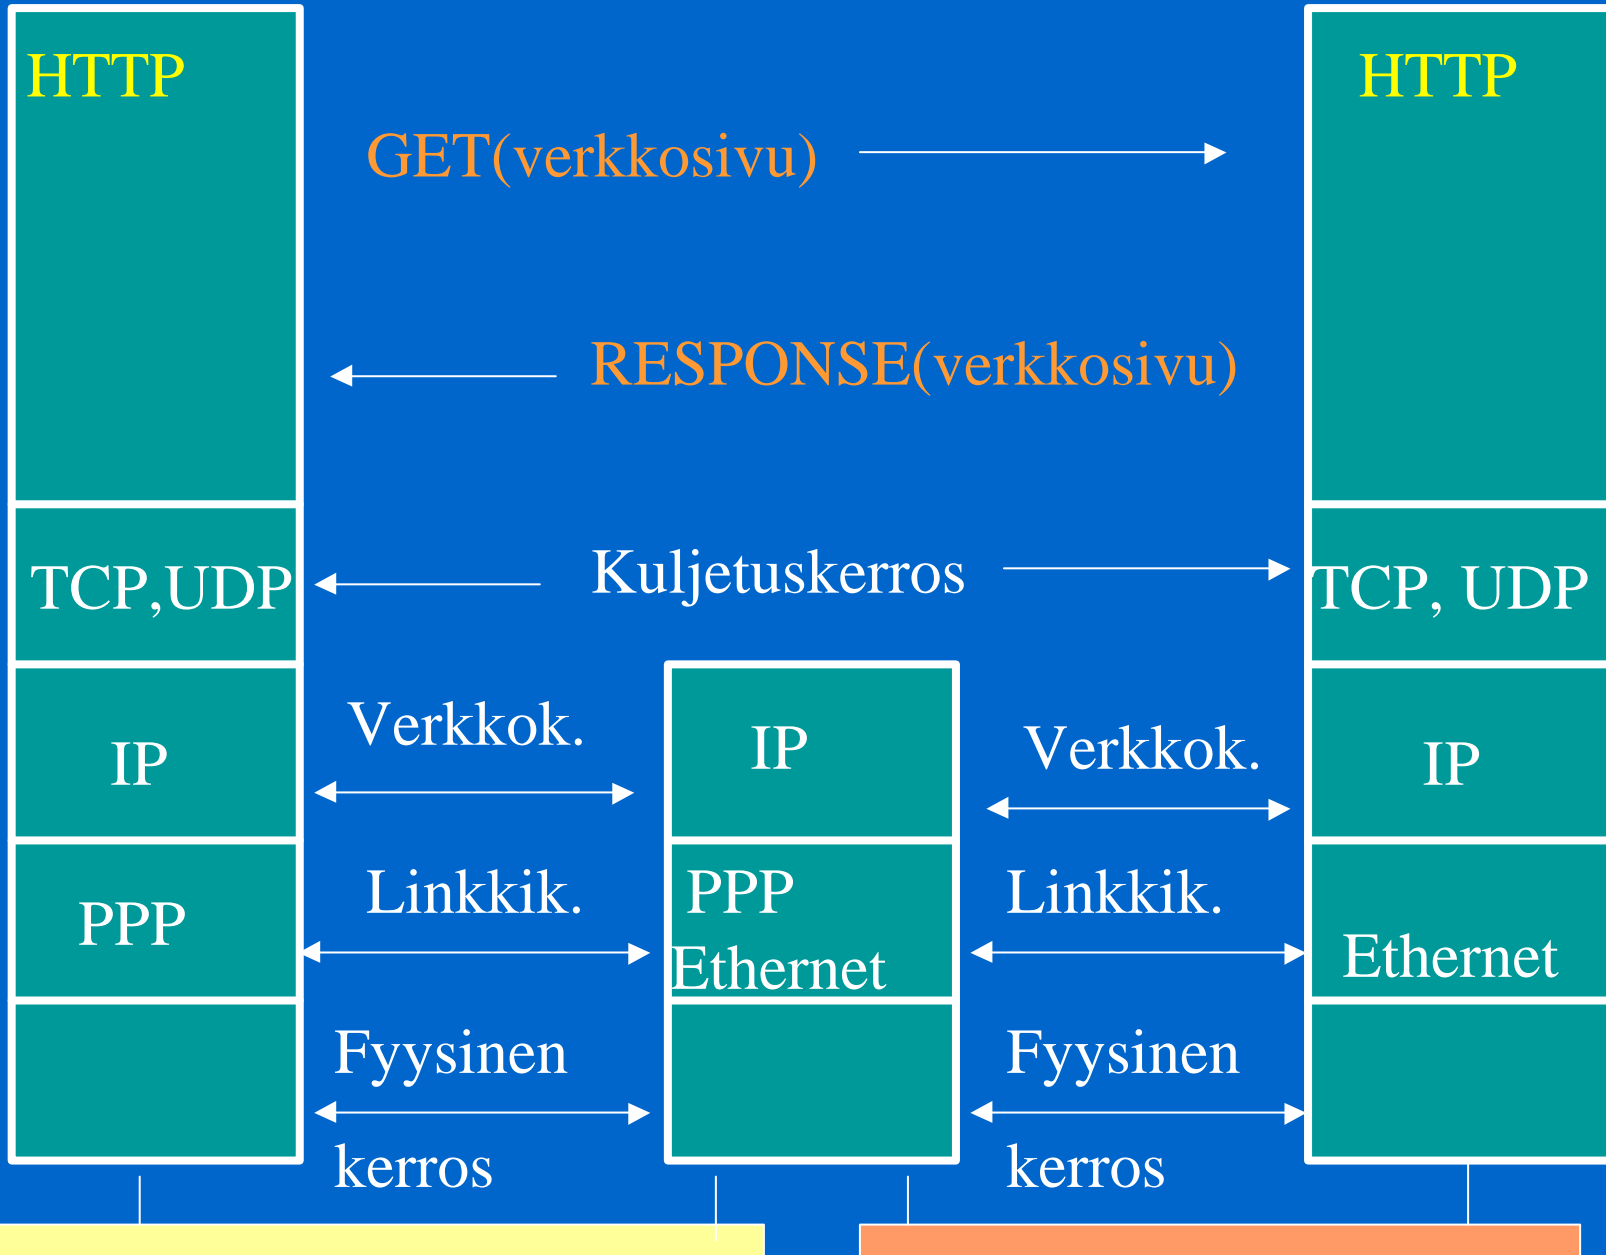 HTTP
HTTP
GET(verkkosivu)
RESPONSE(verkkosivu)
TCP,UDP
Kuljetuskerros
TCP, UDP
IP
Verkkok.
IP
Verkkok.
IP
PPP
Linkkik.
PPP
Ethernet
Linkkik.
Ethernet
Fyysinen
kerros
Fyysinen
kerros